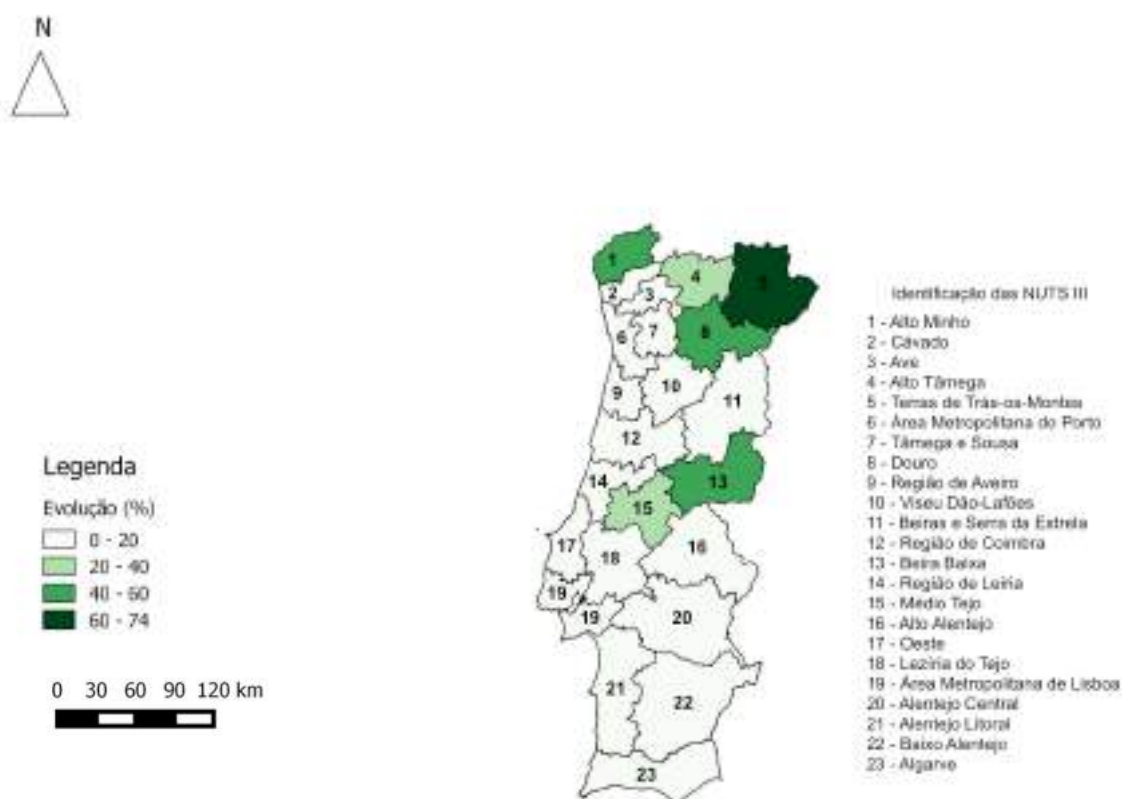 N
1
4
5
2
3
8
6
7
10
9
11
12
14
13
15
17
18
16
19
19
20
21
22
23
Legenda
Evolução (%)
0 - 20
20 - 40
40 - 60
60 - 74
0 30 60 90 120 km
Identificação das NUTS III
1 - Alto Minho
2 - Cávado
3 - Ave
4 - Alto Tâmega
5 - Terras de Trás-os-Montes
6 - Área Metropolitana do Porto
7 - Tâmega e Sousa
8 - Douro
9 - Região de Aveiro
10 - Viseu Dão-Lafões
11 - Beiras e Serra da Estrela
12 - Região de Coimbra
13 - Beira Baixa
14 - Região de Leiria
15 - Médio Tejo
16 - Alto Alentejo
17 - Oeste
18 - Lezíria do Tejo
19 - Área Metropolitana de Lisboa
20 - Alentejo Central
21 - Alentejo Litoral
22 - Baixo Alentejo
23 - Algarve